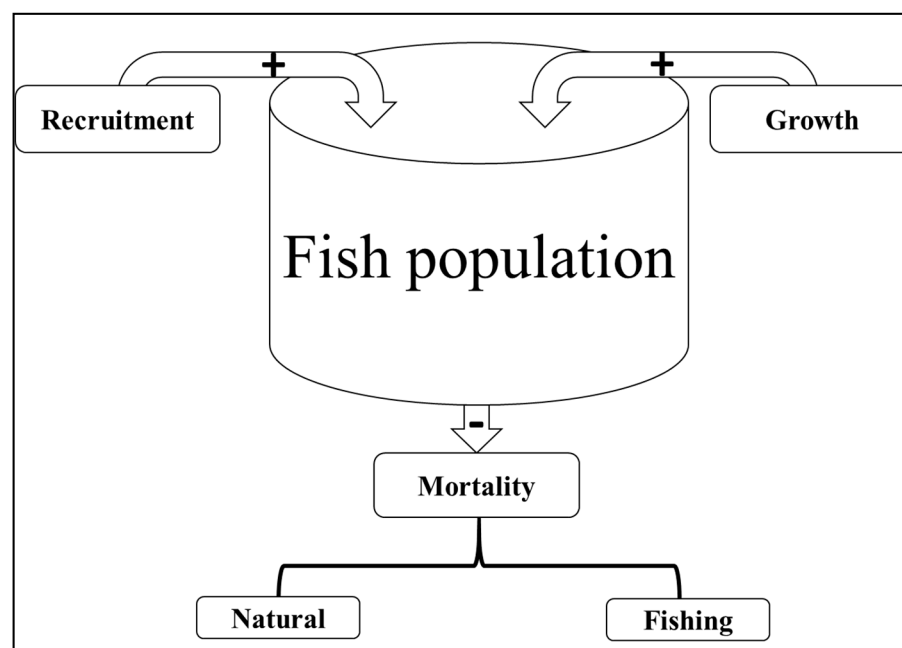 +
+
Recruitment
Growth
Fish population
-
Mortality
Natural
Fishing